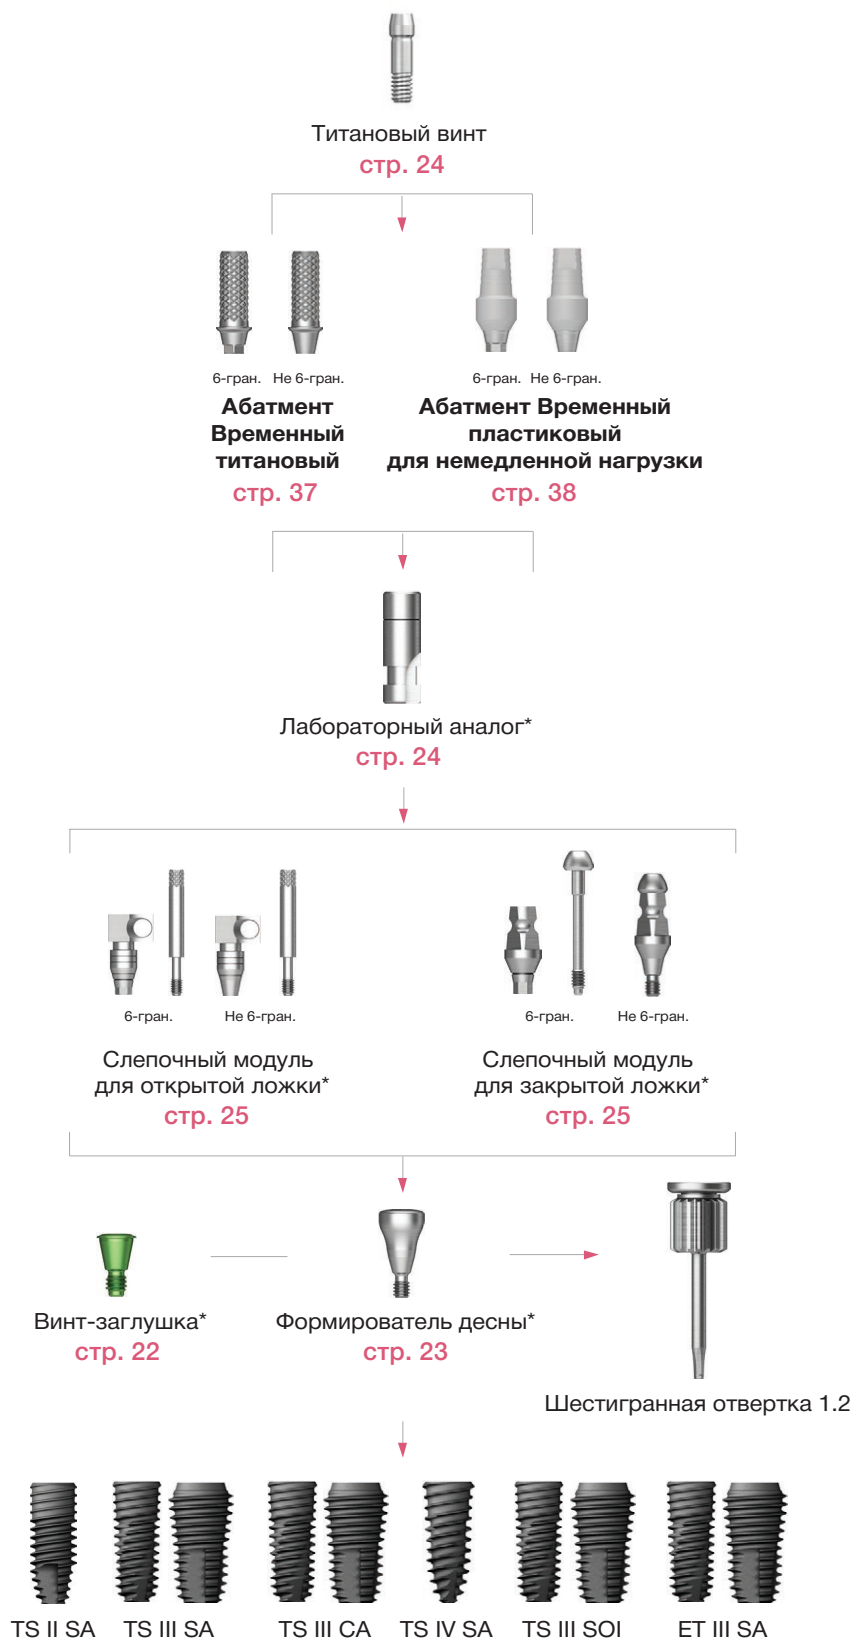 Титановый винт
стр. 24
6-гран. Не 6-гран.
Абатмент
Временный
титановый
стр. 37
6-гран. Не 6-гран.
Абатмент Временный
пластиковый
для немедленной нагрузки
стр. 38
Лабораторный аналог*
стр. 24
6-гран. Не 6-гран.
Слепочный модуль
для открытой ложки*
стр. 25
6-гран. Не 6-гран.
Слепочный модуль
для закрытой ложки*
стр. 25
Винт-заглушка*
стр. 22
Формирователь десны*
стр. 23
Шестигранная отвертка 1.2
TS II SA TS III SA TS III CA TS IV SA TS III SOI ET III SA